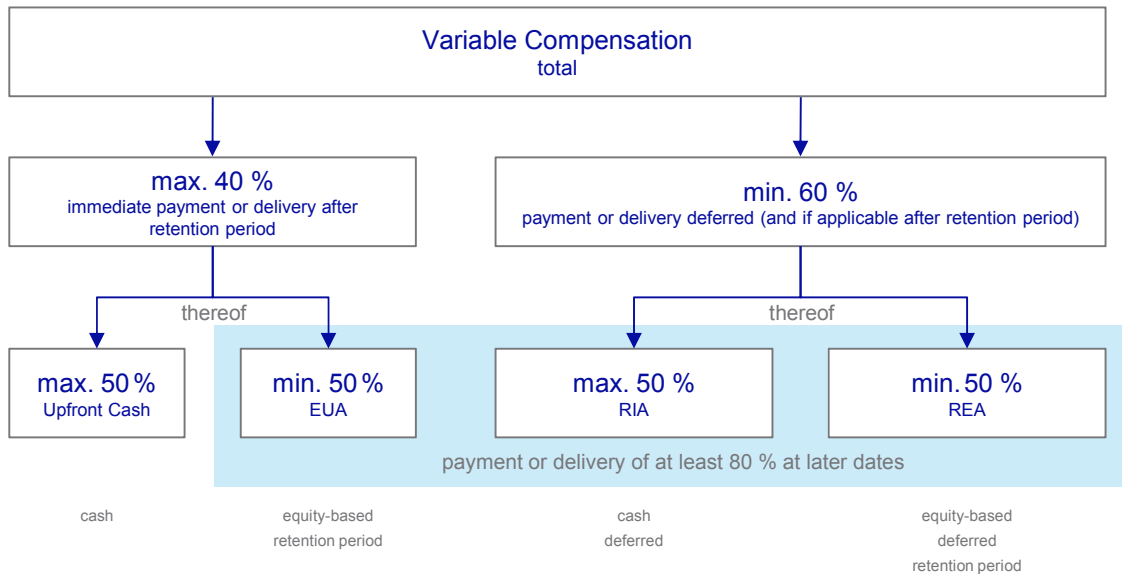 Variable Compensation
total
max. 40 %
immediate payment or delivery after
retention period
min. 60 %
payment or delivery deferred (and if applicable after retention period)
thereof
thereof
max. 50 %
Upfront Cash
min. 50 %
EUA
max. 50 %
RIA
min. 50 %
REA
payment or delivery of at least 80 % at later dates
cash
equity-based
retention period
cash
deferred
equity-based
deferred
retention period